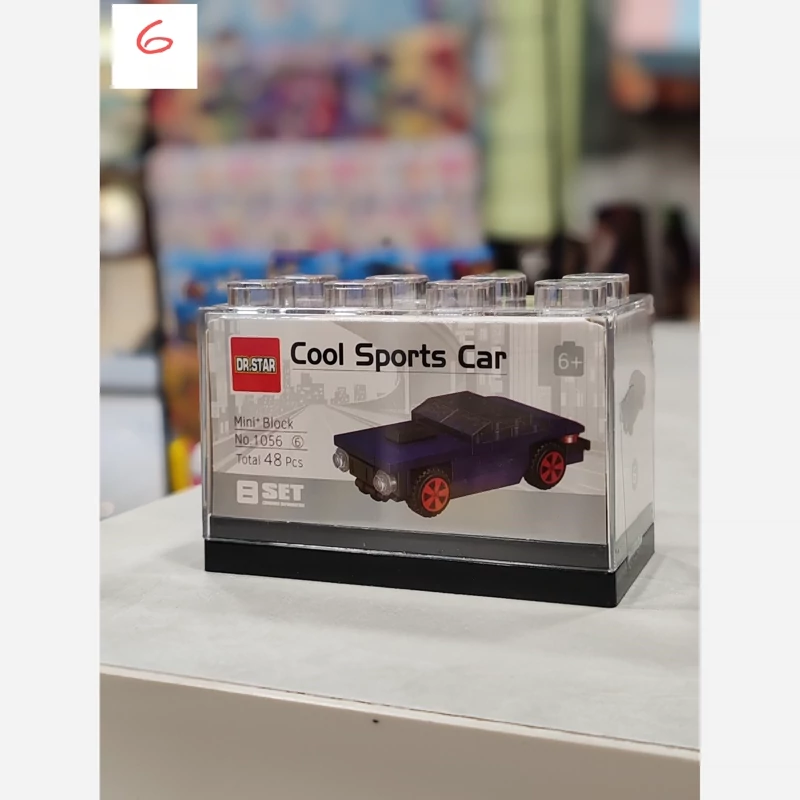 6
DR.STAR
Cool Sports Car
6+
Mini+ Block
No.1056 ⑥
Total 48 Pcs
8 SET